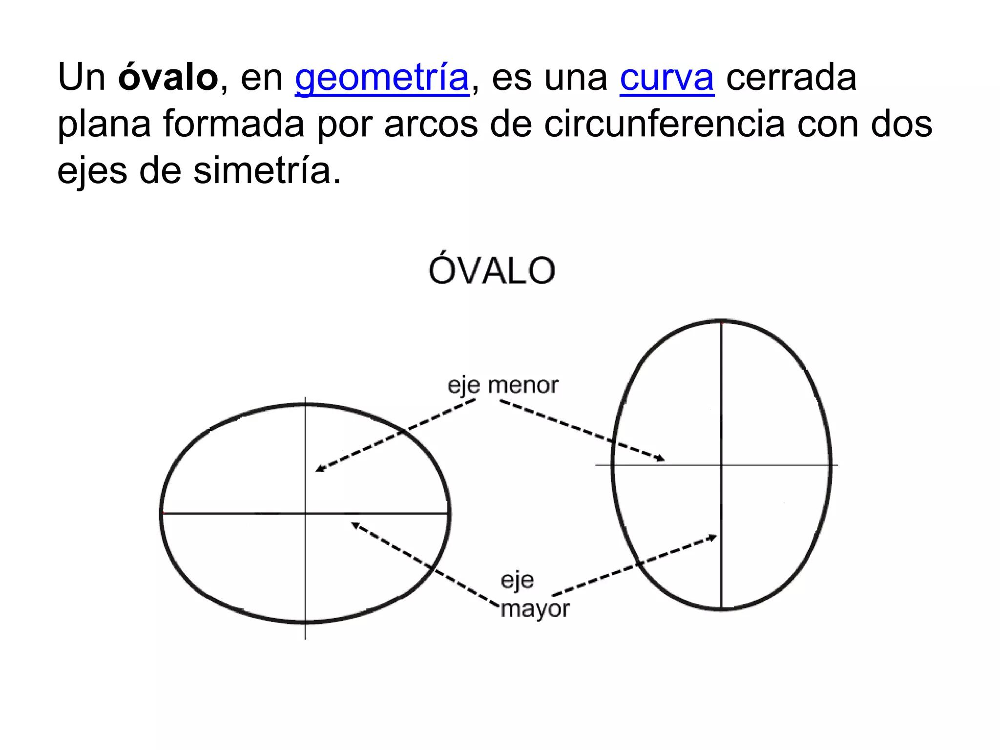 Un óvalo, en geometría, es una curva cerrada
plana formada por arcos de circunferencia con dos
ejes de simetría.
ÓVALO
eje menor
eje
mayor